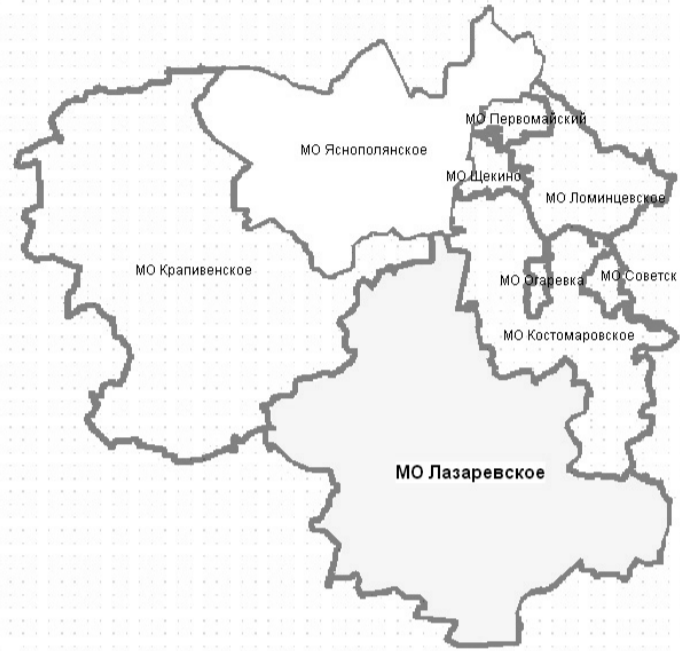 МО Первомайский
МО Яснополянское
МО Щекино
МО Ломинцевское
МО Крапивенское
МО Огаревка
МО Советск
МО Костомаровское
МО Лазаревское